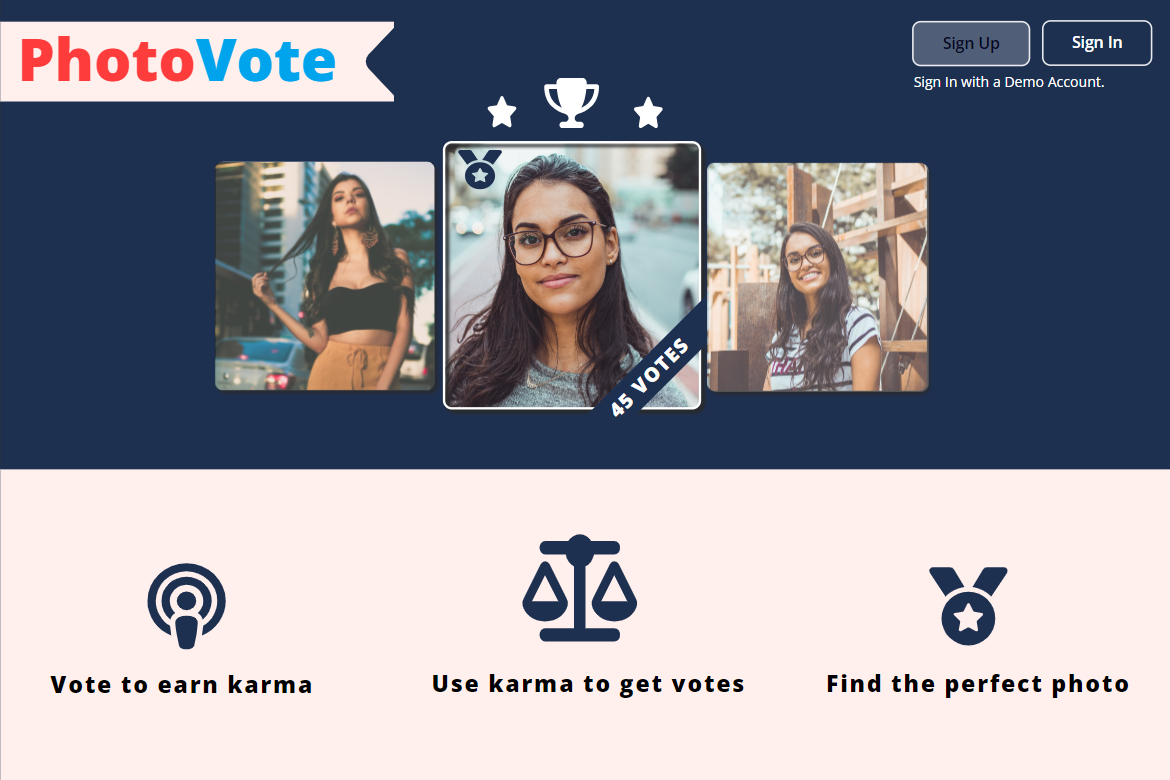 PhotoVote
Sign Up
Sign In
Sign In with a Demo Account.
45 VOTES
Vote to earn karma
Use karma to get votes
Find the perfect photo